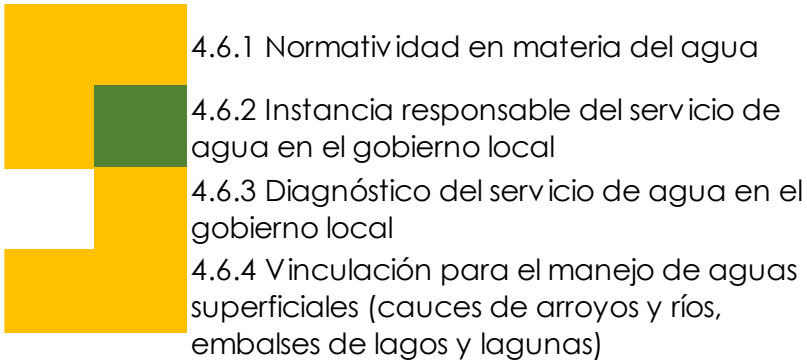 4.6.1 Normatividad en materia del agua
4.6.2 Instancia responsable del servicio de
agua en el gobierno local
4.6.3 Diagnóstico del servicio de agua en el
gobierno local
4.6.4 Vinculación para el manejo de aguas
superficiales (cauces de arroyos y ríos,
embalses de lagos y lagunas)